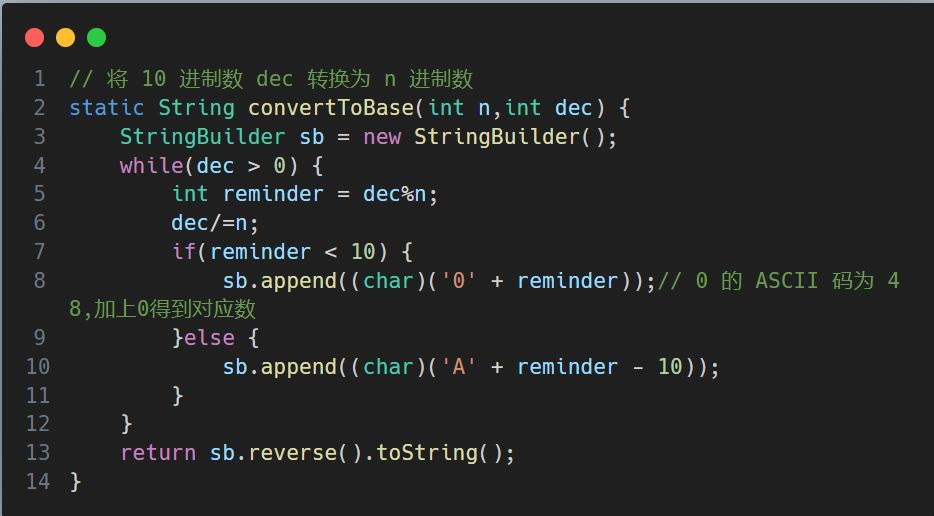 1 // 将 10 进制数 dec 转换为 n 进制数
2 static String convertToBase(int n,int dec) {
3     StringBuilder sb = new StringBuilder();
4     while(dec > 0) {
5         int reminder = dec%n;
6         dec/=n;
7         if(reminder < 10) {
8             sb.append((char)('0' + reminder));// 0 的 ASCII 码为 4
8,加上0得到对应数
9         }else {
10             sb.append((char)('A' + reminder - 10));
11         }
12     }
13     return sb.reverse().toString();
14 }